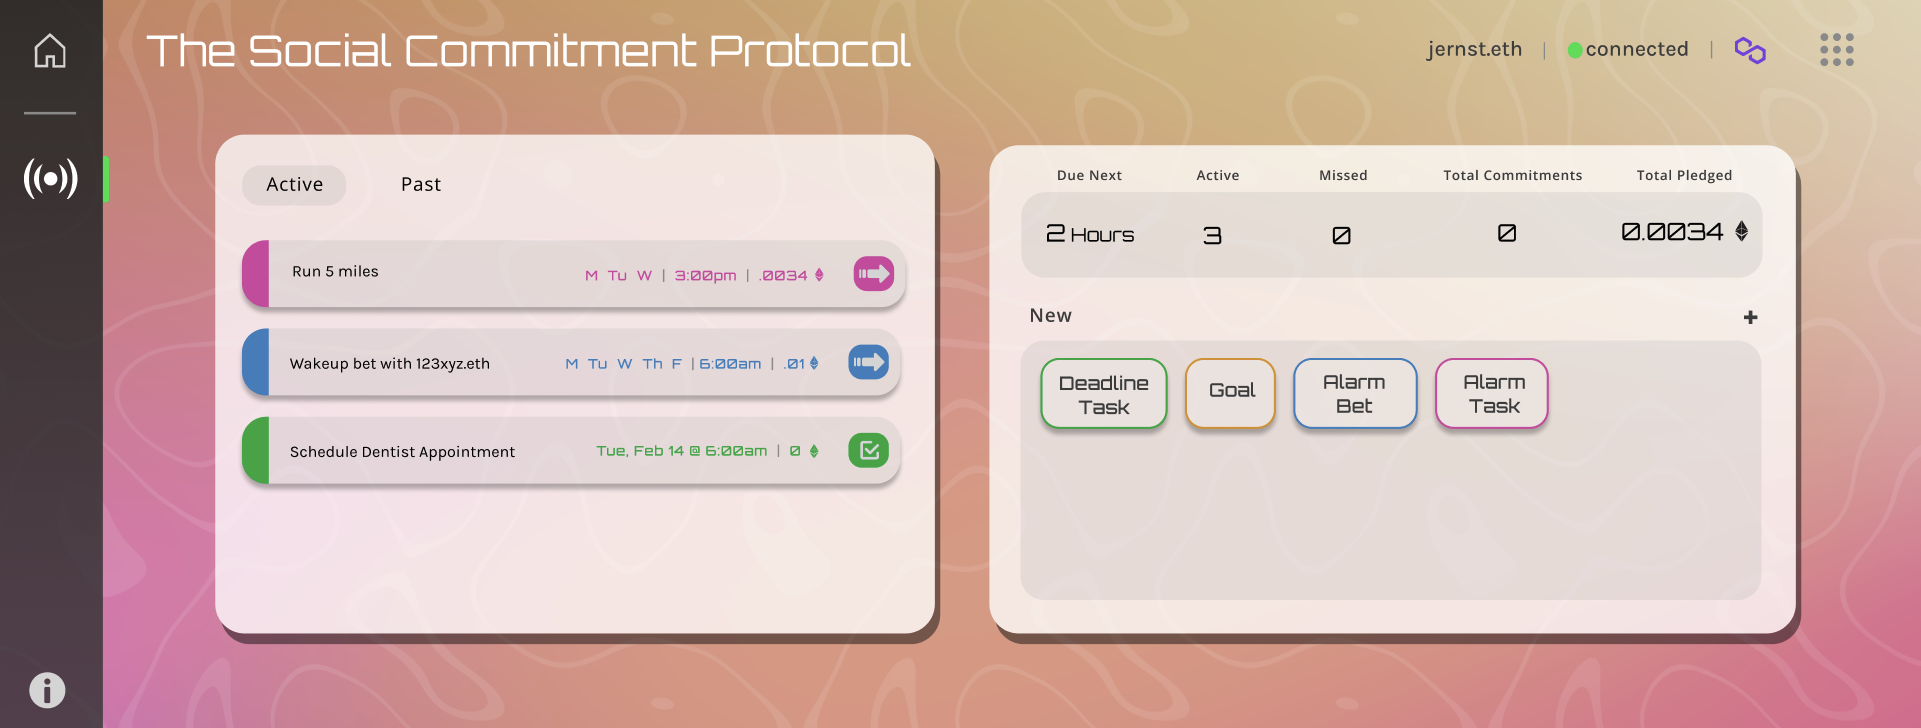 The Social Commitment Protocol
jernst.eth | connected |
Active Past
Run 5 miles M Tu W | 3:00pm | .0034
Wakeup bet with 123xyz.eth M Tu W Th F | 6:00am | .01
Schedule Dentist Appointment Tue, Feb 14 @ 6:00am | 0
Due Next Active Missed Total Commitments Total Pledged
2 Hours 3 0 0 0.0034
New +
Deadline
Task
Goal
Alarm
Bet
Alarm
Task